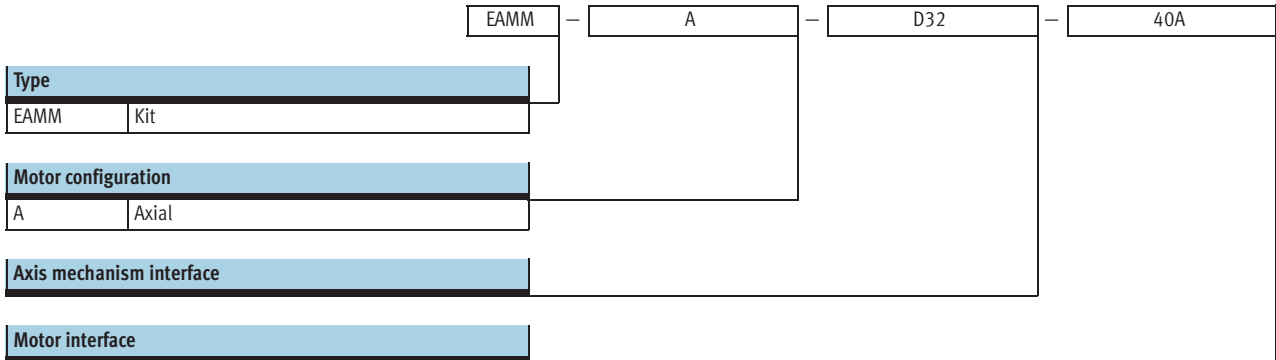 EAMM – A – D32 – 40A
Type
EAMM Kit
Motor configuration
A Axial
Axis mechanism interface
Motor interface